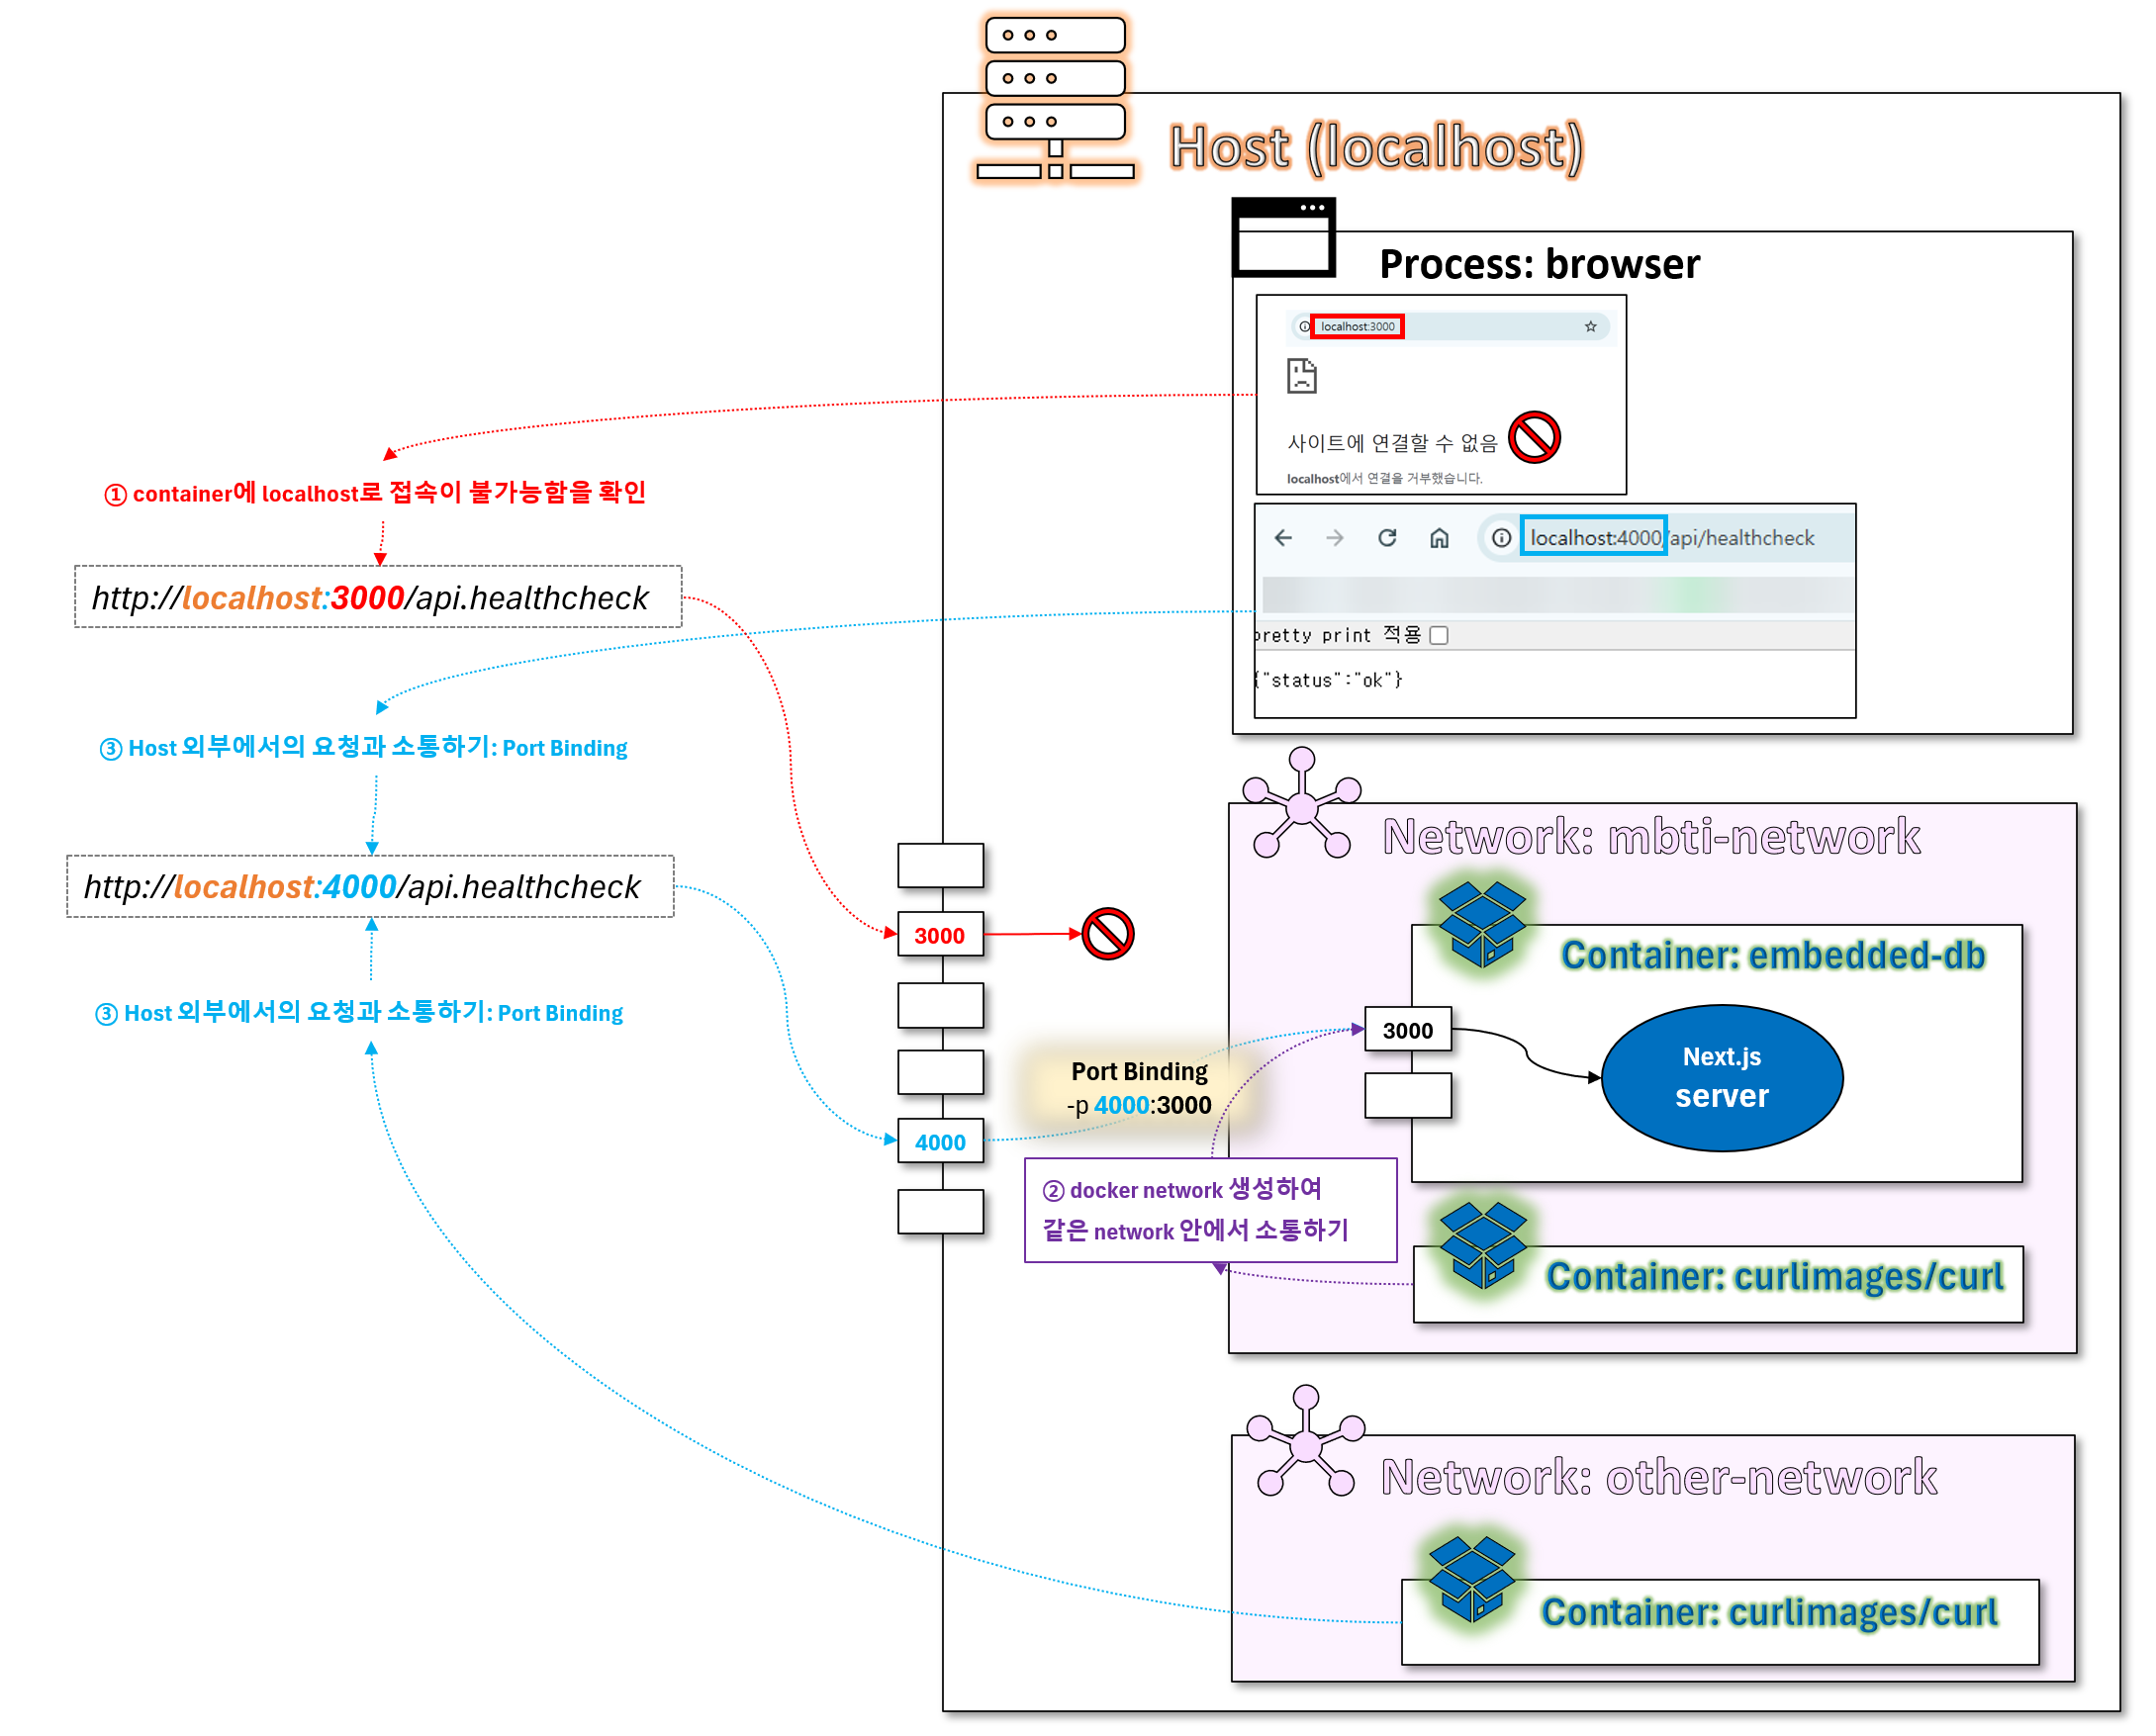 Host (localhost)
Process: browser
localhost:3000
사이트에 연결할 수 없음
localhost에서 연결을 거부했습니다.
① container에 localhost로 접속이 불가능함을 확인
http://localhost:3000/api.healthcheck
localhost:4000/api/healthcheck
pretty print 적용
{"status":"ok"}
③ Host 외부에서의 요청과 소통하기: Port Binding
http://localhost:4000/api.healthcheck
③ Host 외부에서의 요청과 소통하기: Port Binding
3000
4000
Port Binding
-p 4000:3000
② docker network 생성하여
같은 network 안에서 소통하기
Network: mbti-network
Container: embedded-db
3000
Next.js
server
Container: curlimages/curl
Network: other-network
Container: curlimages/curl